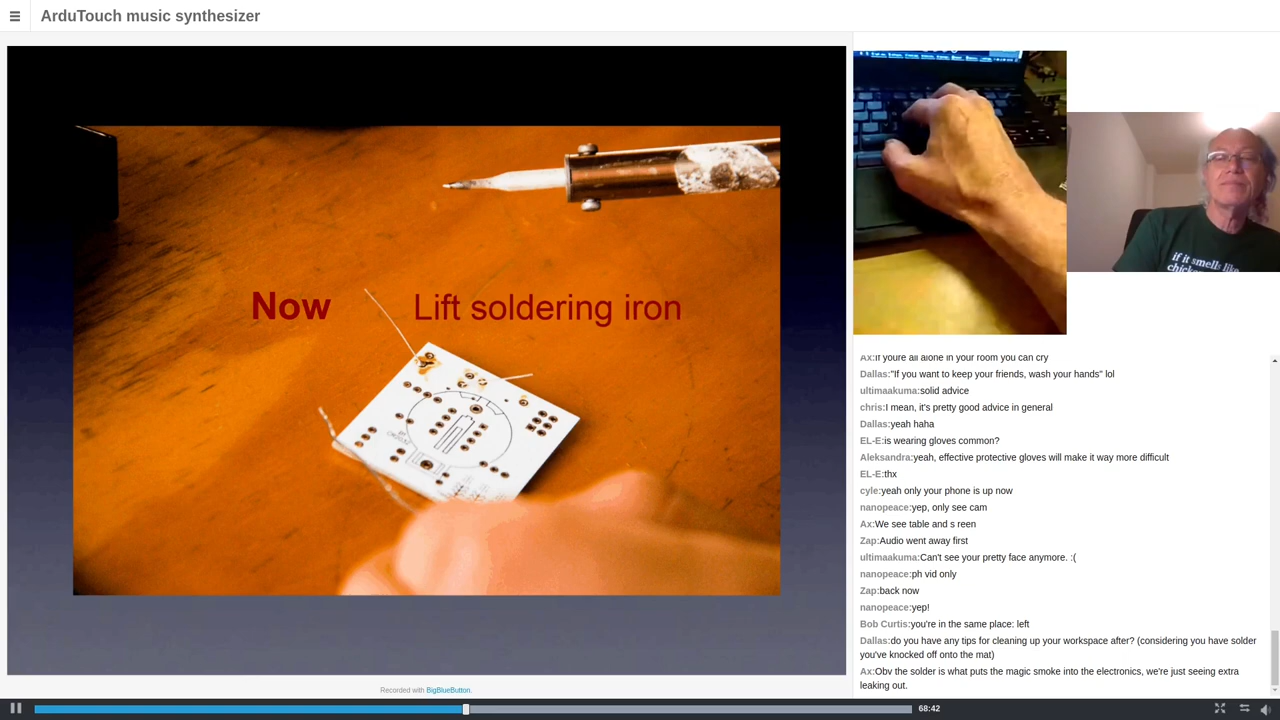 ArduTouch music synthesizer
Now Lift soldering iron
if it smells like
Ax:If youre all alone in your room you can cry
Dallas:"If you want to keep your friends, wash your hands" lol
ultimaakuma:solid advice
chris:I mean, it's pretty good advice in general
Dallas:yeah haha
EL-E:is wearing gloves common?
Aleksandra:yeah, effective protective gloves will make it way more difficult
EL-E:thx
cyle:yeah only your phone is up now
nanopeace:yep, only see cam
Ax:We see table and s reen
Zap:Audio went away first
ultimaakuma:Can't see your pretty face anymore. :(
nanopeace:ph vid only
Zap:back now
nanopeace:yep!
Bob Curtis:you're in the same place: left
Dallas:do you have any tips for cleaning up your workspace after? (considering you have solder
you've knocked off onto the mat)
Ax:Obv the solder is what puts the magic smoke into the electronics, we're just seeing extra
leaking out.
Recorded with BigBlueButton.
68:42